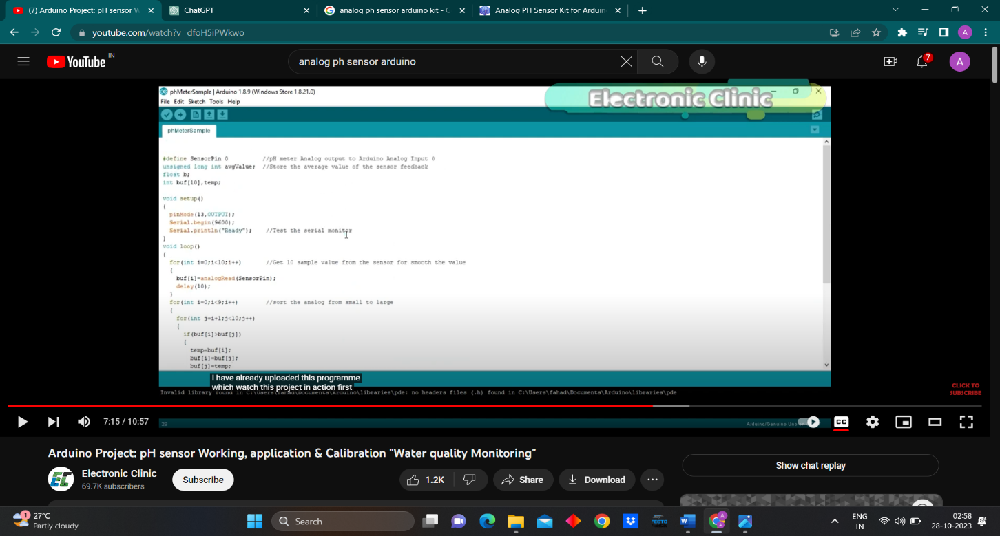 (7) Arduino Project: pH sensor W
ChatGPT
analog ph sensor arduino kit - G
Analog PH Sensor Kit for Arduin
youtube.com/watch?v=dfoH5iPWkwo
A
YouTube
IN
analog ph sensor arduino
7
A
phMeterSample | Arduino 1.8.9 (Windows Store 1.8.21.0)
Electronic Clinic
File Edit Sketch Tools Help
phMeterSample
#define SensorPin 0 //pH meter Analog output to Arduino Analog Input 0
unsigned long int avgValue; //Store the average value of the sensor feedback
float b;
int buf[10],temp;
void setup()
{
pinMode(13,OUTPUT);
Serial.begin(9600);
Serial.println("Ready"); //Test the serial monitor
}
void loop()
{
for(int i=0;i<10;i++) //Get 10 sample value from the sensor for smooth the value
{
buf[i]=analogRead(SensorPin);
delay(10);
}
for(int i=0;i<9;i++) //sort the analog from small to large
{
for(int j=i+1;j<10;j++)
{
if(buf[i]>buf[j])
{
temp=buf[i];
buf[i]=buf[j];
buf[j]=temp;
I have already uploaded this programme
which watch this project in action first
Invalid library found in C:\Users\fahad\Documents\Arduino\libraries\pde: no headers files (.h) found in C:\Users\fahad\Documents\Arduino\libraries\pde
CLICK TO
SUBSCRIBE
7:15 / 10:57
29
Arduino/Genuino Uno on
CC
Arduino Project: pH sensor Working, application & Calibration "Water quality Monitoring"
EC
Electronic Clinic
69.7K subscribers
Subscribe
1.2K
Share
Download
Show chat replay
1
27°C
Partly cloudy
Search
FESTO
W
A
ENG
IN
02:58
28-10-2023